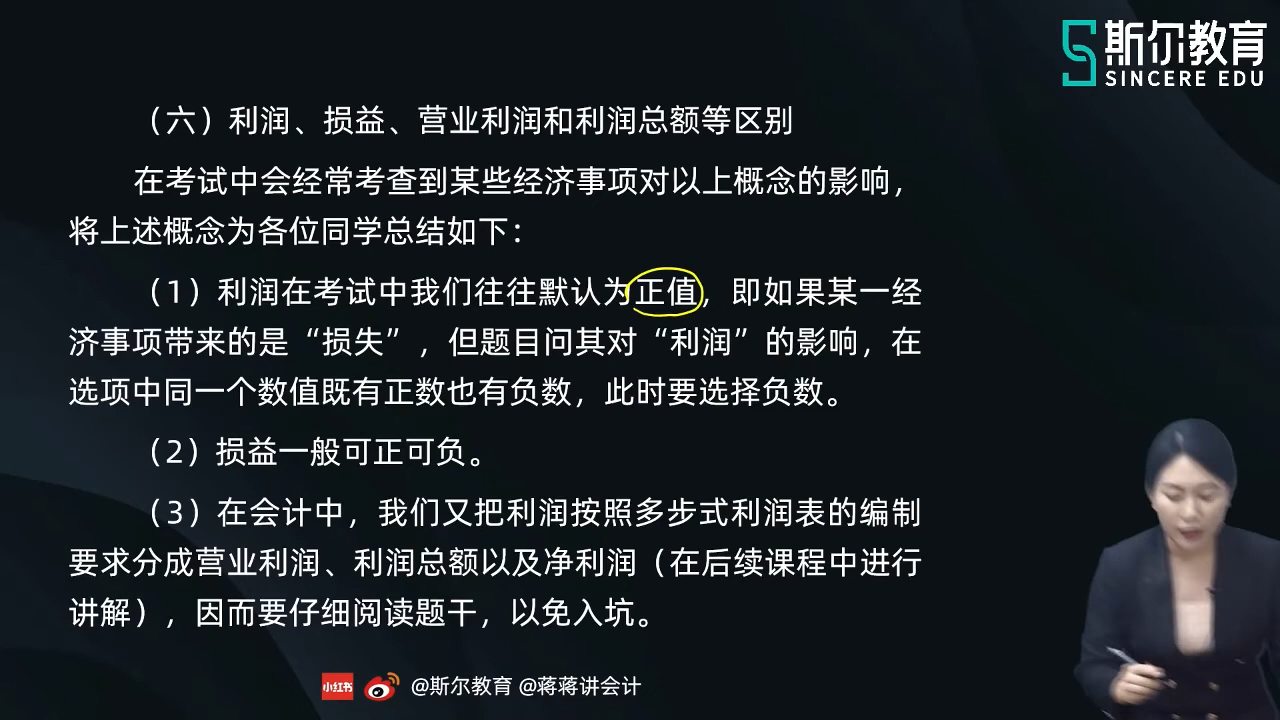 斯尔教育
SINCERE EDU
（六）利润、损益、营业利润和利润总额等区别
在考试中会经常考查到某些经济事项对以上概念的影响，
将上述概念为各位同学总结如下：
（1）利润在考试中我们往往默认为正值，即如果某一经
济事项带来的是“损失”，但题目问其对“利润”的影响，在
选项中同一个数值既有正数也有负数，此时要选择负数。
（2）损益一般可正可负。
（3）在会计中，我们又把利润按照多步式利润表的编制
要求分成营业利润、利润总额以及净利润（在后续课程中进行
讲解），因而要仔细阅读题干，以免入坑。
小红书 @斯尔教育 @蒋蒋讲会计